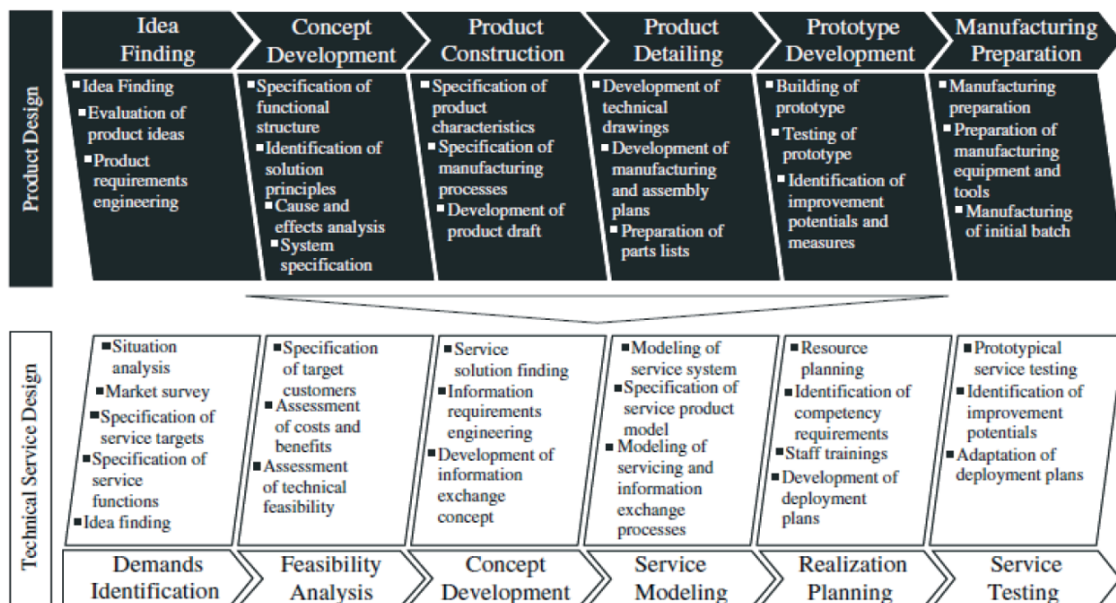 Product Design
Idea
Finding
Concept
Development
Product
Construction
Product
Detailing
Prototype
Development
Manufacturing
Preparation
Idea Finding
Evaluation of
product ideas
Product
requirements
engineering
Specification of
functional
structure
Identification of
solution
principles
Cause and
effects analysis
System
specification
Specification of
product
characteristics
Specification of
manufacturing
processes
Development of
product draft
Development of
technical
drawings
Development of
manufacturing
and assembly
plans
Preparation of
parts lists
Building of
prototype
Testing of
prototype
Identification of
improvement
potentials and
measures
Manufacturing
preparation
Preparation of
manufacturing
equipment and
tools
Manufacturing
of initial batch
Technical Service Design
Situation
analysis
Market survey
Specification of
service targets
Specification of
service
functions
Idea finding
Specification
of target
customers
Assessment
of costs and
benefits
Assessment
of technical
feasibility
Service
solution finding
Information
requirements
engineering
Development of
information
exchange
concept
Modeling of
service system
Specification of
service product
model
Modeling of
servicing and
information
exchange
processes
Resource
planning
Identification of
competency
requirements
Staff trainings
Development of
deployment
plans
Prototypical
service testing
Identification of
improvement
potentials
Adaptation of
deployment plans
Demands
Identification
Feasibility
Analysis
Concept
Development
Service
Modeling
Realization
Planning
Service
Testing